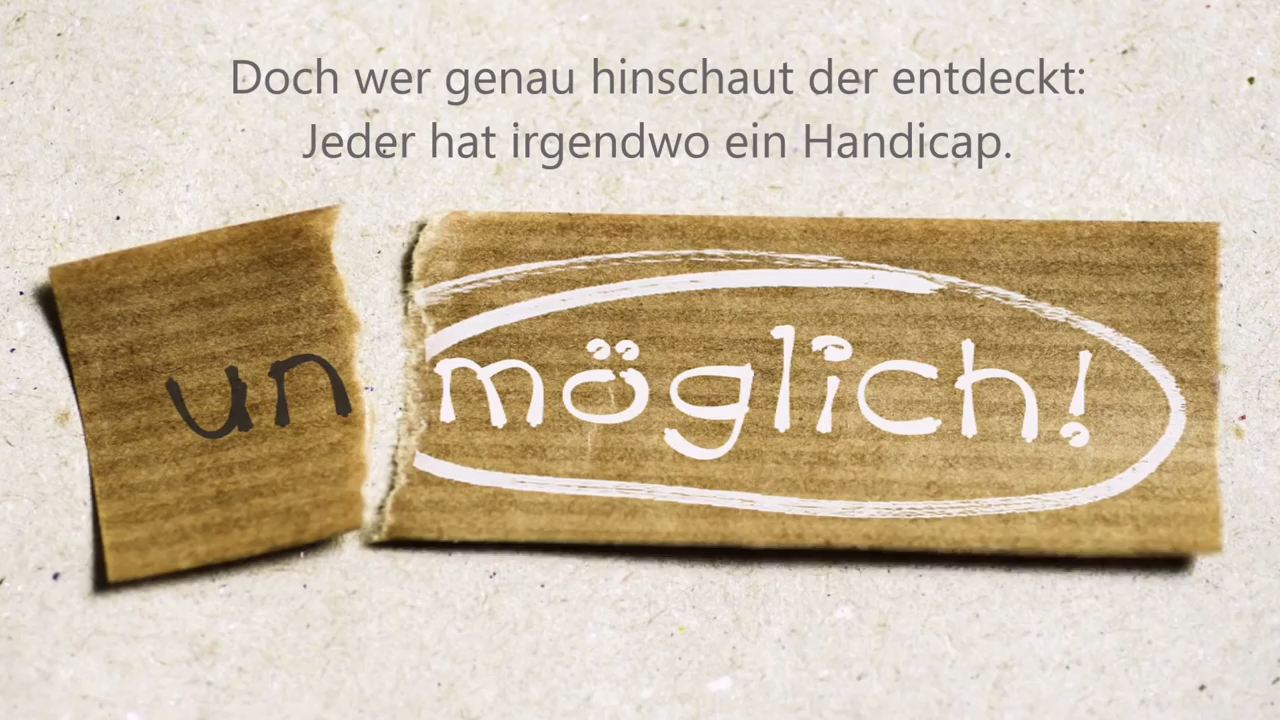 Doch wer genau hinschaut der entdeckt:
Jeder hat irgendwo ein Handicap.
un möglich!